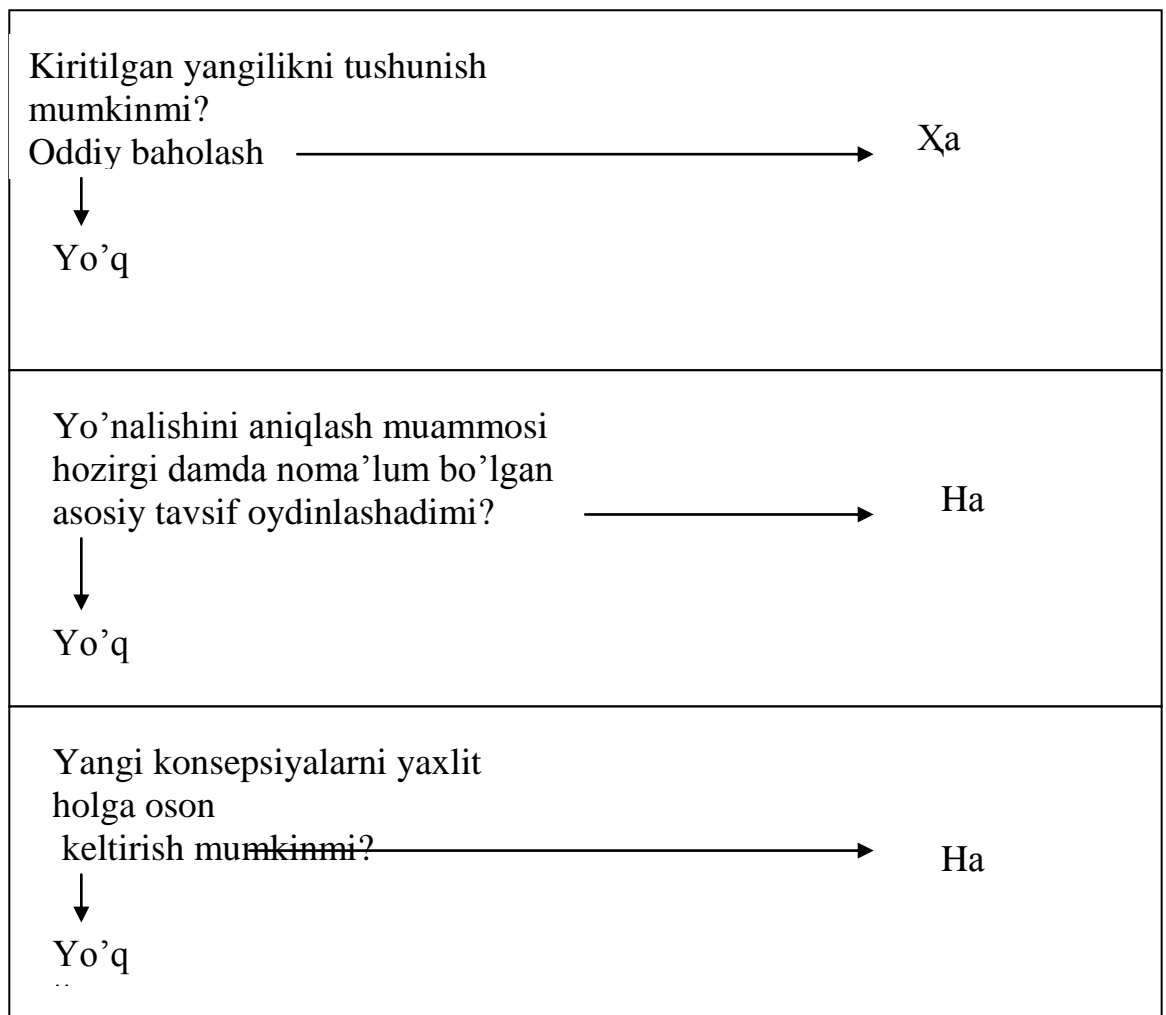 Kiritilgan yangilikni tushunish
mumkinmi?
Oddiy baholash
Ҳа
Yo’q
Yo’nalishini aniqlash muammosi
hozirgi damda noma’lum bo’lgan
asosiy tavsif oydinlashadimi?
Ha
Yo’q
Yangi konsepsiyalarni yaxlit
holga oson
keltirish mumkinmi?
Ha
Yo’q